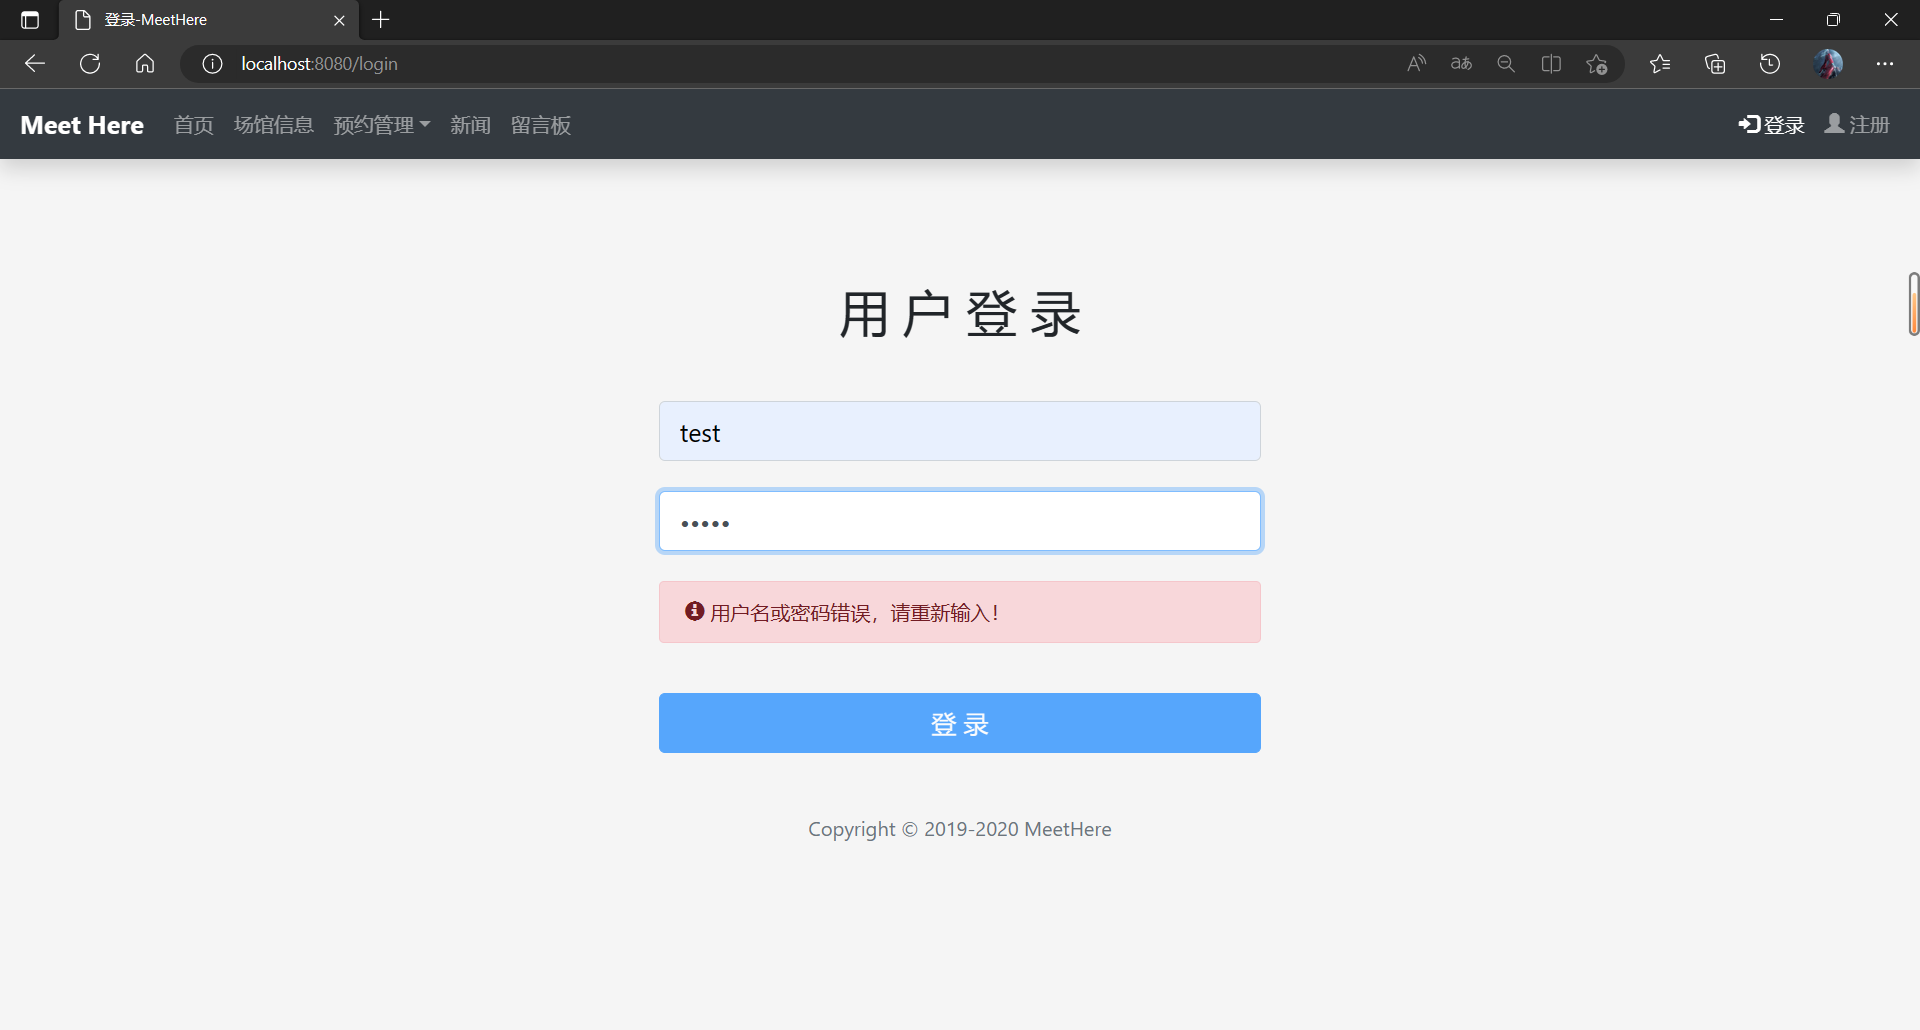 登录-MeetHere
localhost:8080/login
Meet Here 首页 场馆信息 预约管理 新闻 留言板 登录 注册
用户登录
test
•••••
用户名或密码错误，请重新输入！
登录
Copyright © 2019-2020 MeetHere